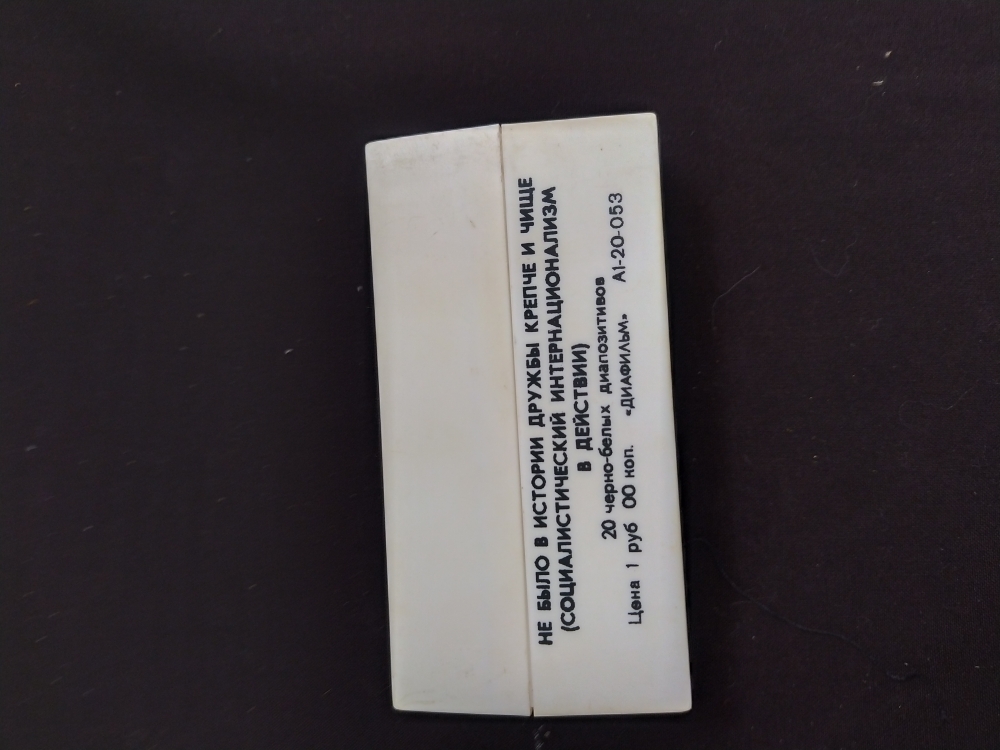 НЕ БЫЛО В ИСТОРИИ ДРУЖБЫ КРЕПЧЕ И ЧИЩЕ
(СОЦИАЛИСТИЧЕСКИЙ ИНТЕРНАЦИОНАЛИЗМ
В ДЕЙСТВИИ)
20 черно-белых диапозитивов
Цена 1 руб 00 коп. «ДИАФИЛЬМ» А1-20-053